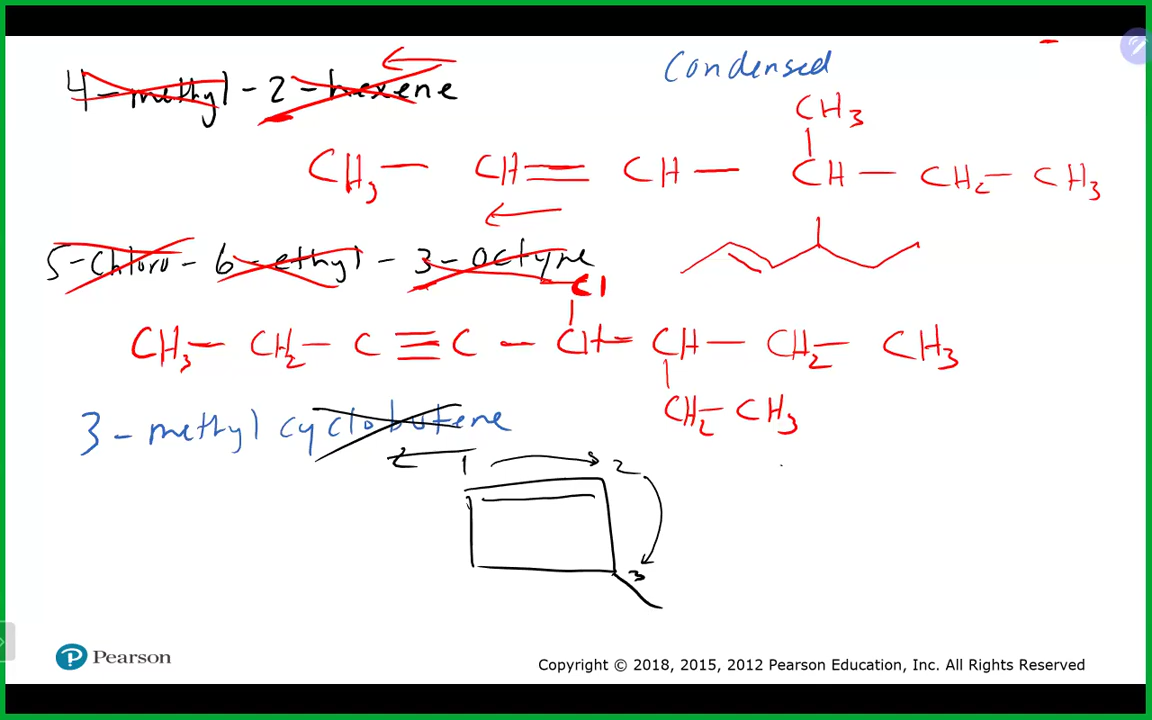 4-methyl-2-hexene
Condensed
CH3
CH3 - CH = CH - CH - CH2 - CH3
5-chloro-6-ethyl-3-octyne
Cl
CH3 - CH2 - C ≡ C - CH - CH - CH2 - CH3
CH2 - CH3
3-methyl cyclobutene
1 2
3
Pearson
Copyright © 2018, 2015, 2012 Pearson Education, Inc. All Rights Reserved